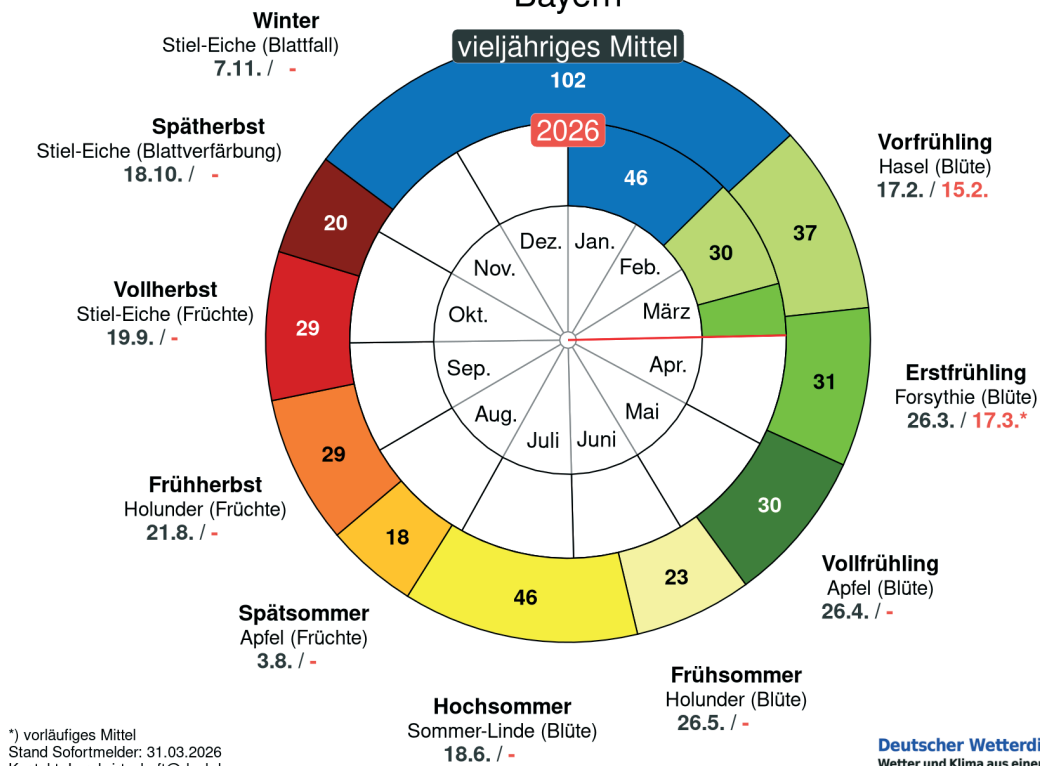 Bayern
vieljähriges Mittel
102
2026
46
30
37
31
30
23
46
18
29
29
20
Jan.
Feb.
März
Apr.
Mai
Juni
Juli
Aug.
Sep.
Okt.
Nov.
Dez.
Winter
Stiel-Eiche (Blattfall)
7.11. / -
Spätherbst
Stiel-Eiche (Blattverfärbung)
18.10. / -
Vollherbst
Stiel-Eiche (Früchte)
19.9. / -
Frühherbst
Holunder (Früchte)
21.8. / -
Spätsommer
Apfel (Früchte)
3.8. / -
Hochsommer
Sommer-Linde (Blüte)
18.6. / -
Frühsommer
Holunder (Blüte)
26.5. / -
Vollfrühling
Apfel (Blüte)
26.4. / -
Erstfrühling
Forsythie (Blüte)
26.3. / 17.3.*
Vorfrühling
Hasel (Blüte)
17.2. / 15.2.
*) vorläufiges Mittel
Stand Sofortmelder: 31.03.2026
Deutscher Wetterdi
Wetter und Klima aus einer